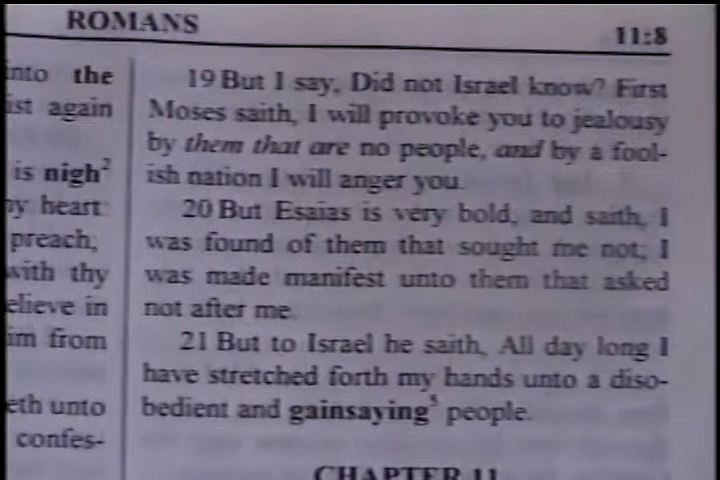 ROMANS 11:8
into the
ist again
is nigh²
ny heart
preach;
with thy
elieve in
im from
eth unto
confes-
19 But I say, Did not Israel know? First
Moses saith, I will provoke you to jealousy
by them that are no people, and by a fool-
ish nation I will anger you.
20 But Esaias is very bold, and saith, I
was found of them that sought me not; I
was made manifest unto them that asked
not after me.
21 But to Israel he saith, All day long I
have stretched forth my hands unto a diso-
bedient and gainsaying⁵ people.
CHAPTER 11